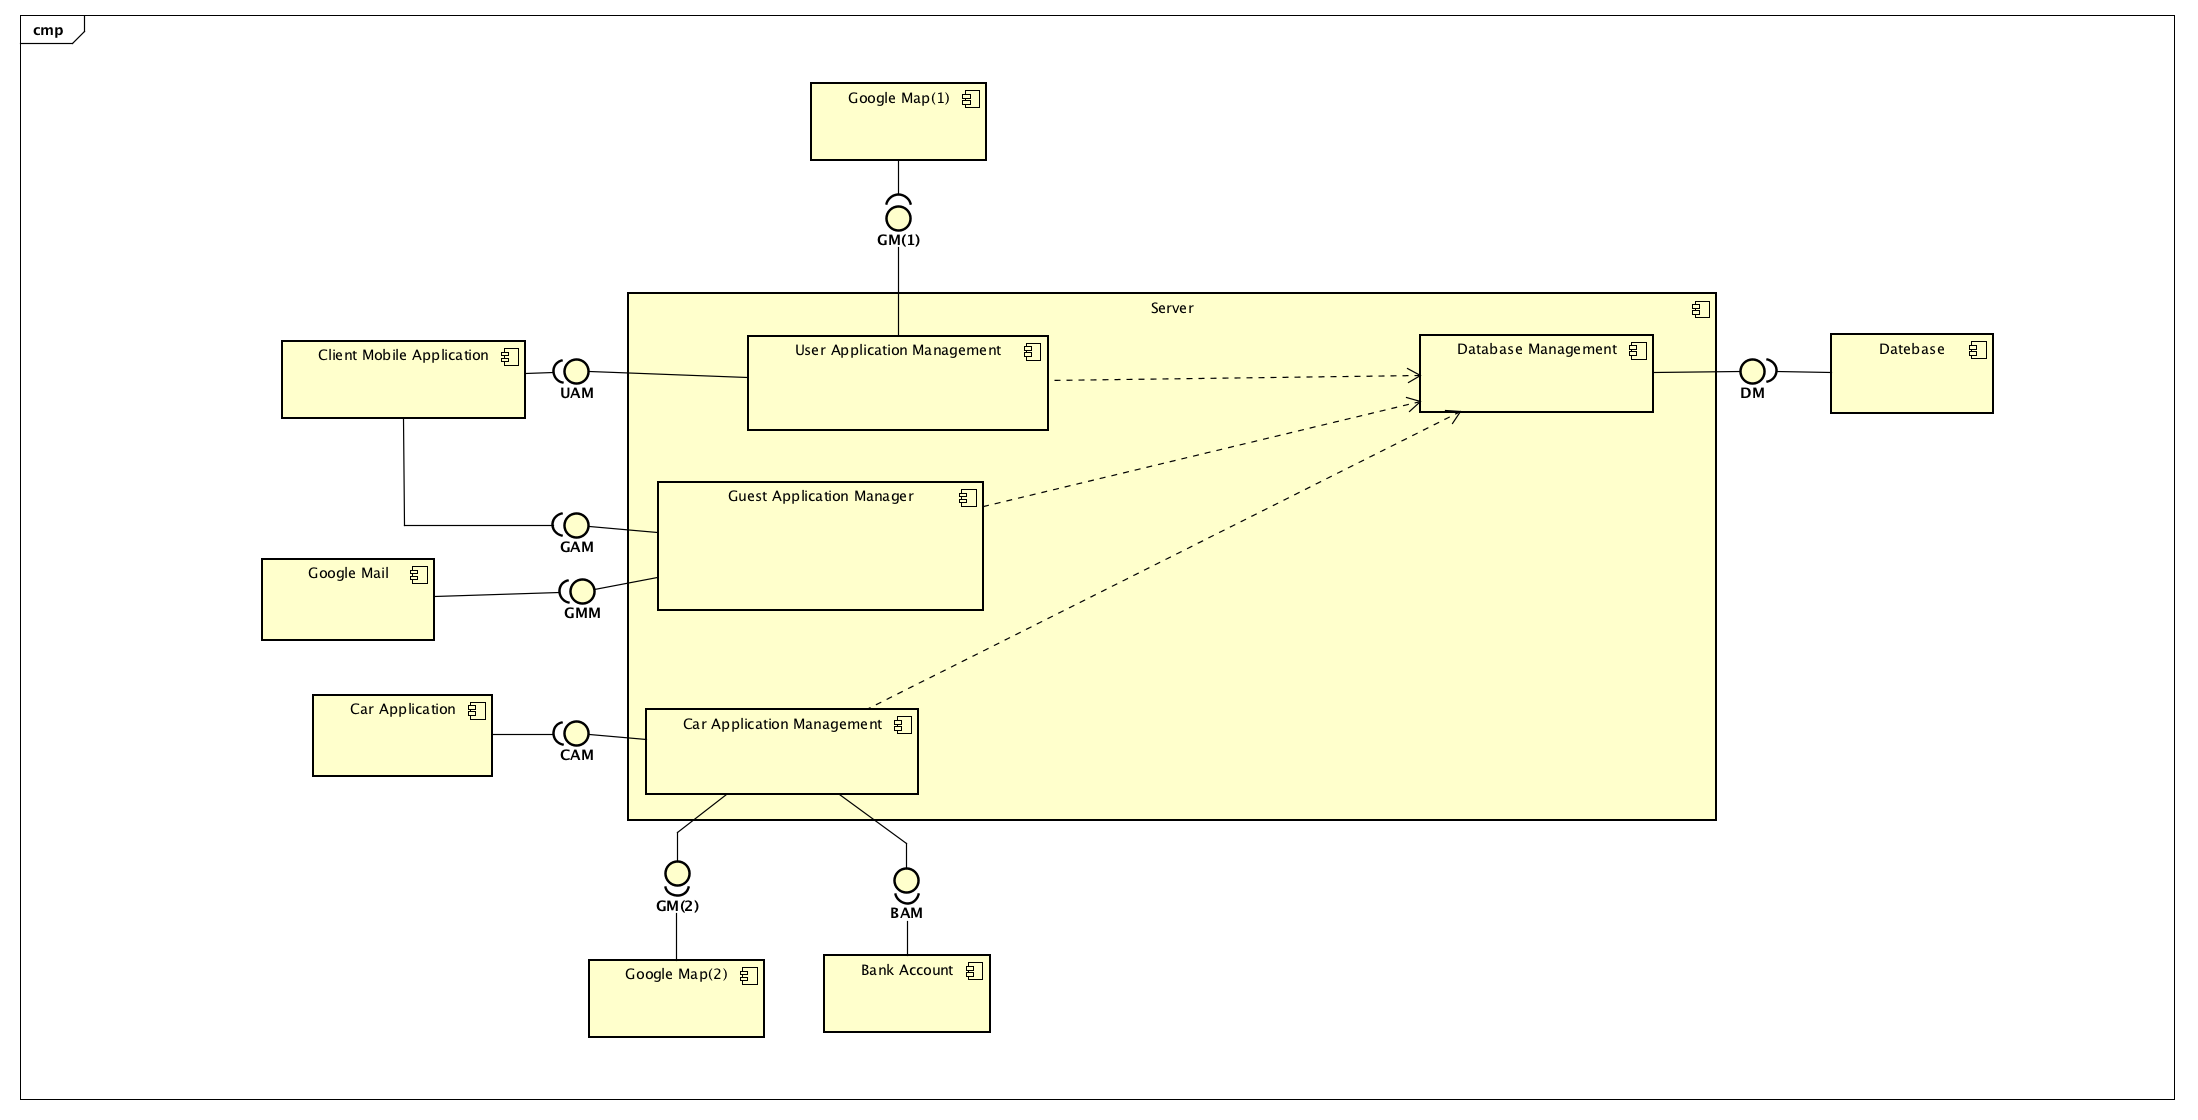 cmp
Google Map(1)
GM(1)
Server
Client Mobile Application
UAM
User Application Management
Database Management
DM
Datebase
Guest Application Manager
GAM
Google Mail
GMM
Car Application
CAM
Car Application Management
GM(2)
BAM
Google Map(2)
Bank Account